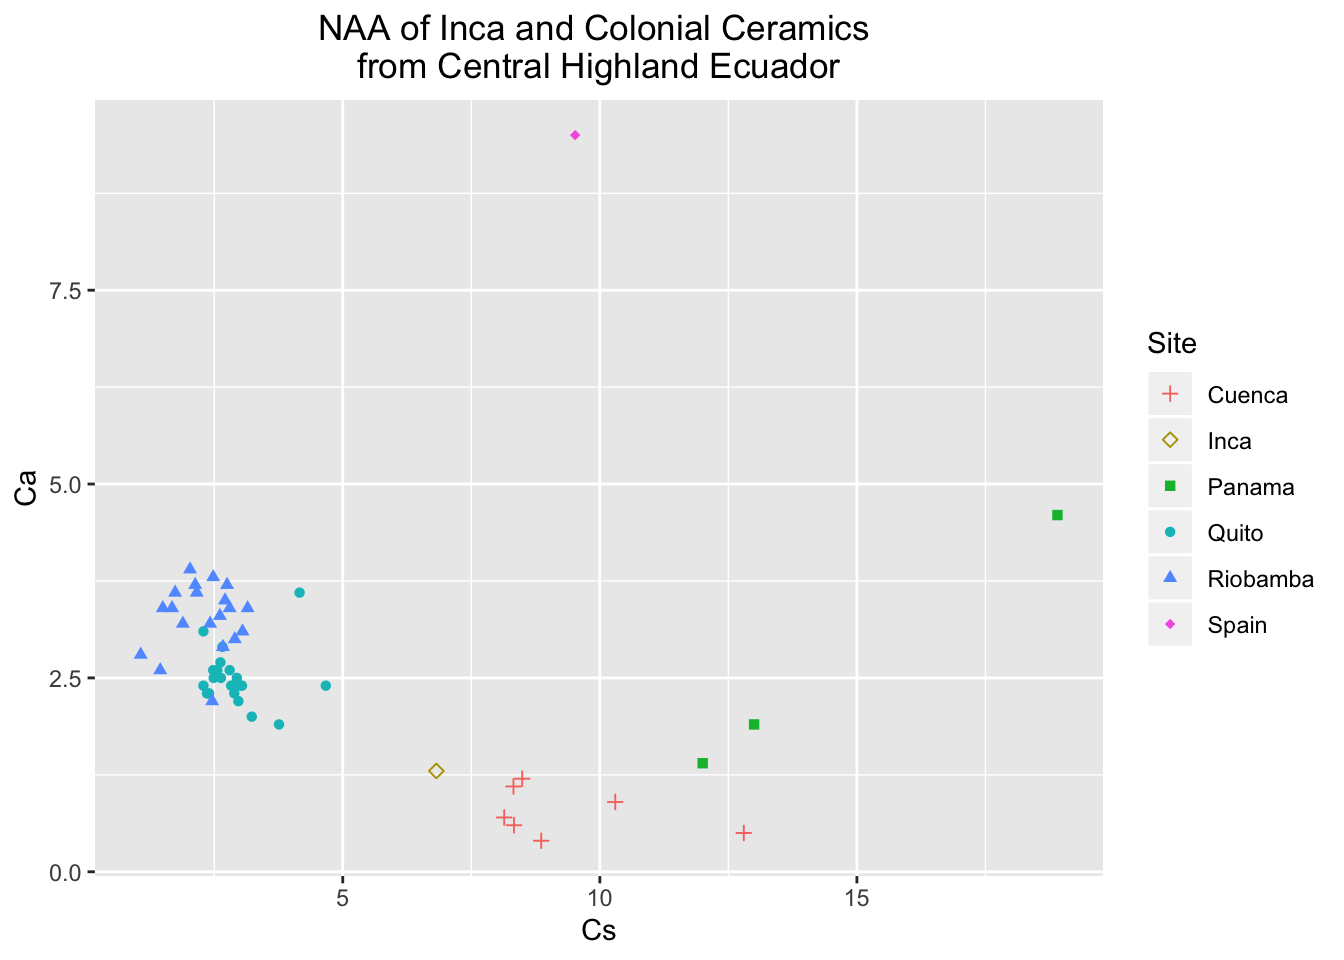 NAA of Inca and Colonial Ceramics
from Central Highland Ecuador
7.5
5.0
2.5
0.0
Ca
5
10
15
Cs
Site
Cuenca
Inca
Panama
Quito
Riobamba
Spain